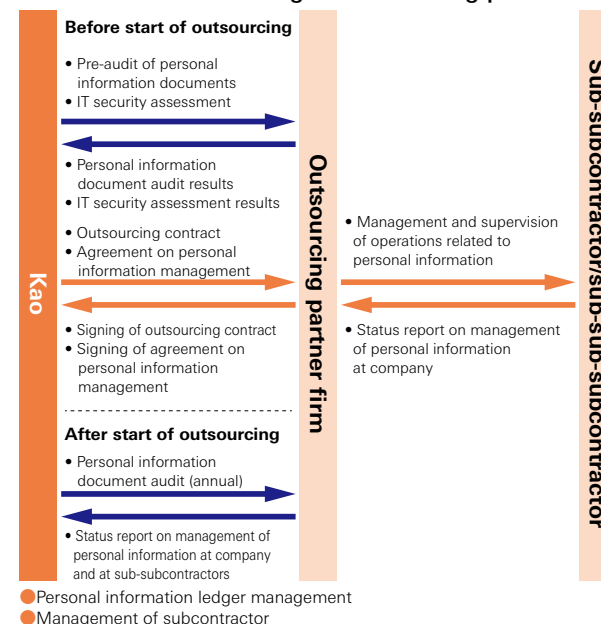 Before start of outsourcing
• Pre-audit of personal
information documents
• IT security assessment
• Personal information
document audit results
• IT security assessment results
• Outsourcing contract
• Agreement on personal
information management
• Signing of outsourcing contract
• Signing of agreement on
personal information
management
After start of outsourcing
• Personal information
document audit (annual)
• Status report on management of
personal information at company
and at sub-subcontractors
Kao
Outsourcing partner firm
• Management and supervision
of operations related to
personal information
• Status report on management
of personal information
at company
Sub-subcontractor/sub-sub-subcontractor
Personal information ledger management
Management of subcontractor